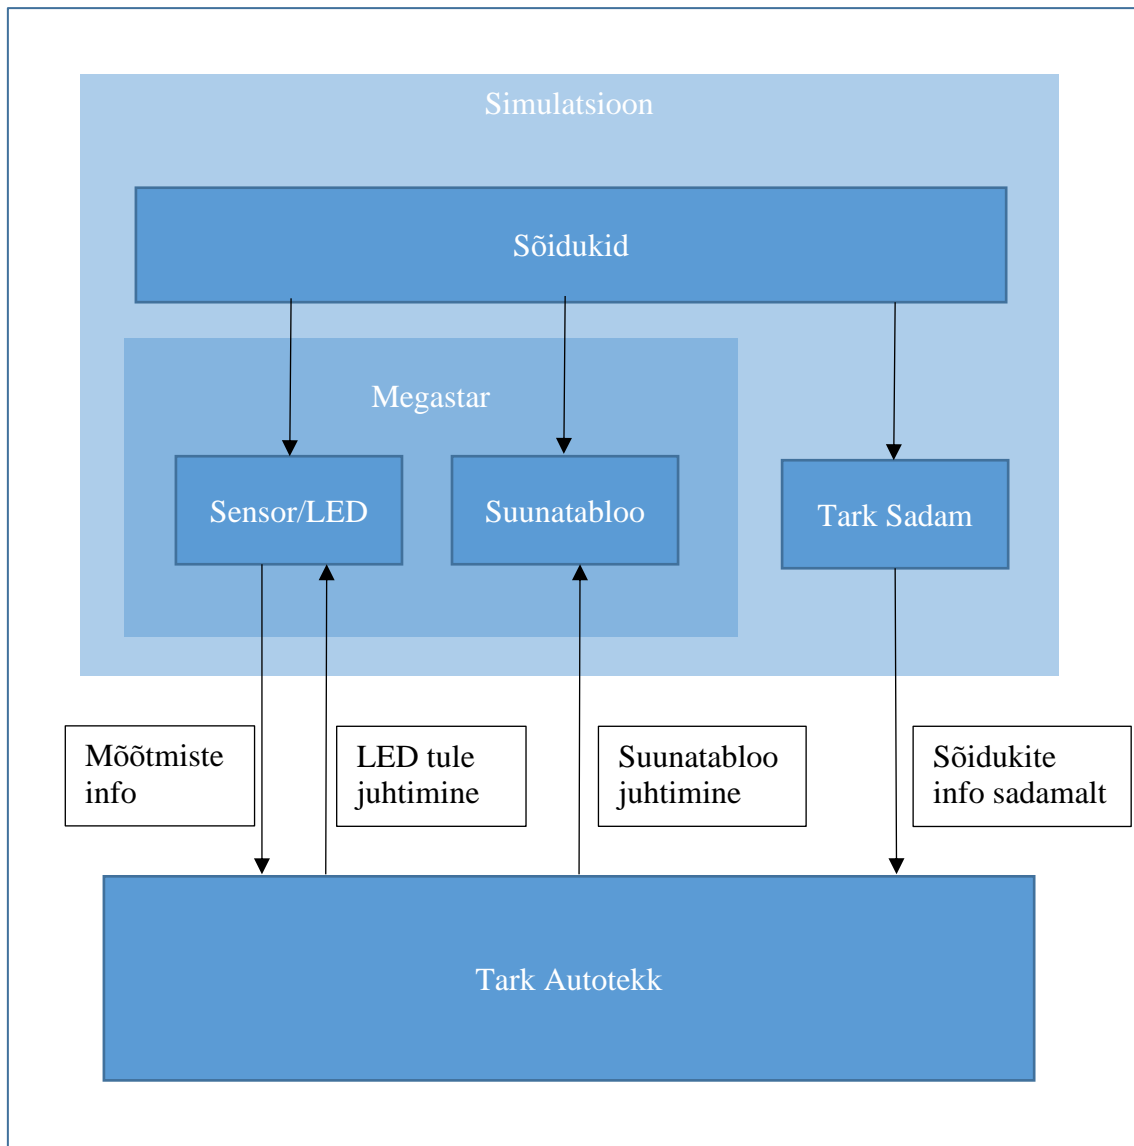 Simulatsioon
Sõidukid
Megastar
Sensor/LED
Suunatabloo
Tark Sadam
Mõõtmiste
info
LED tule
juhtimine
Suunatabloo
juhtimine
Sõidukite
info sadamalt
Tark Autotekk